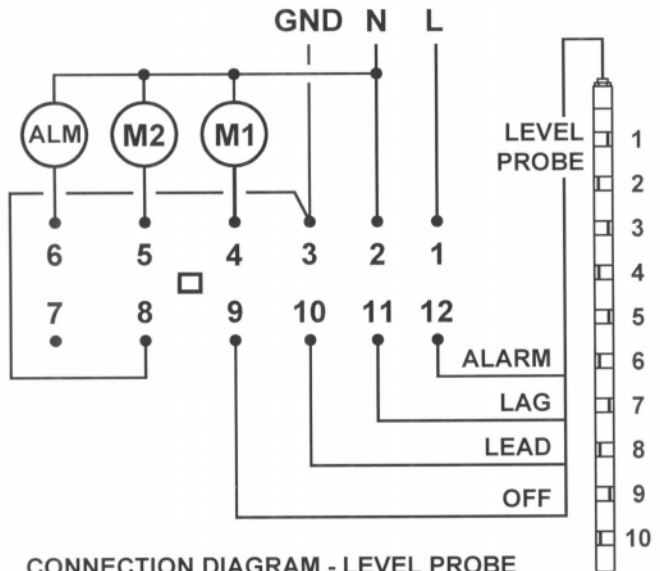 GND N L
ALM M2 M1
LEVEL
PROBE
6 5 4 3 2 1
7 8 9 10 11 12
ALARM
LAG
LEAD
OFF
1
2
3
4
5
6
7
8
9
10
CONNECTION DIAGRAM - LEVEL PROBE